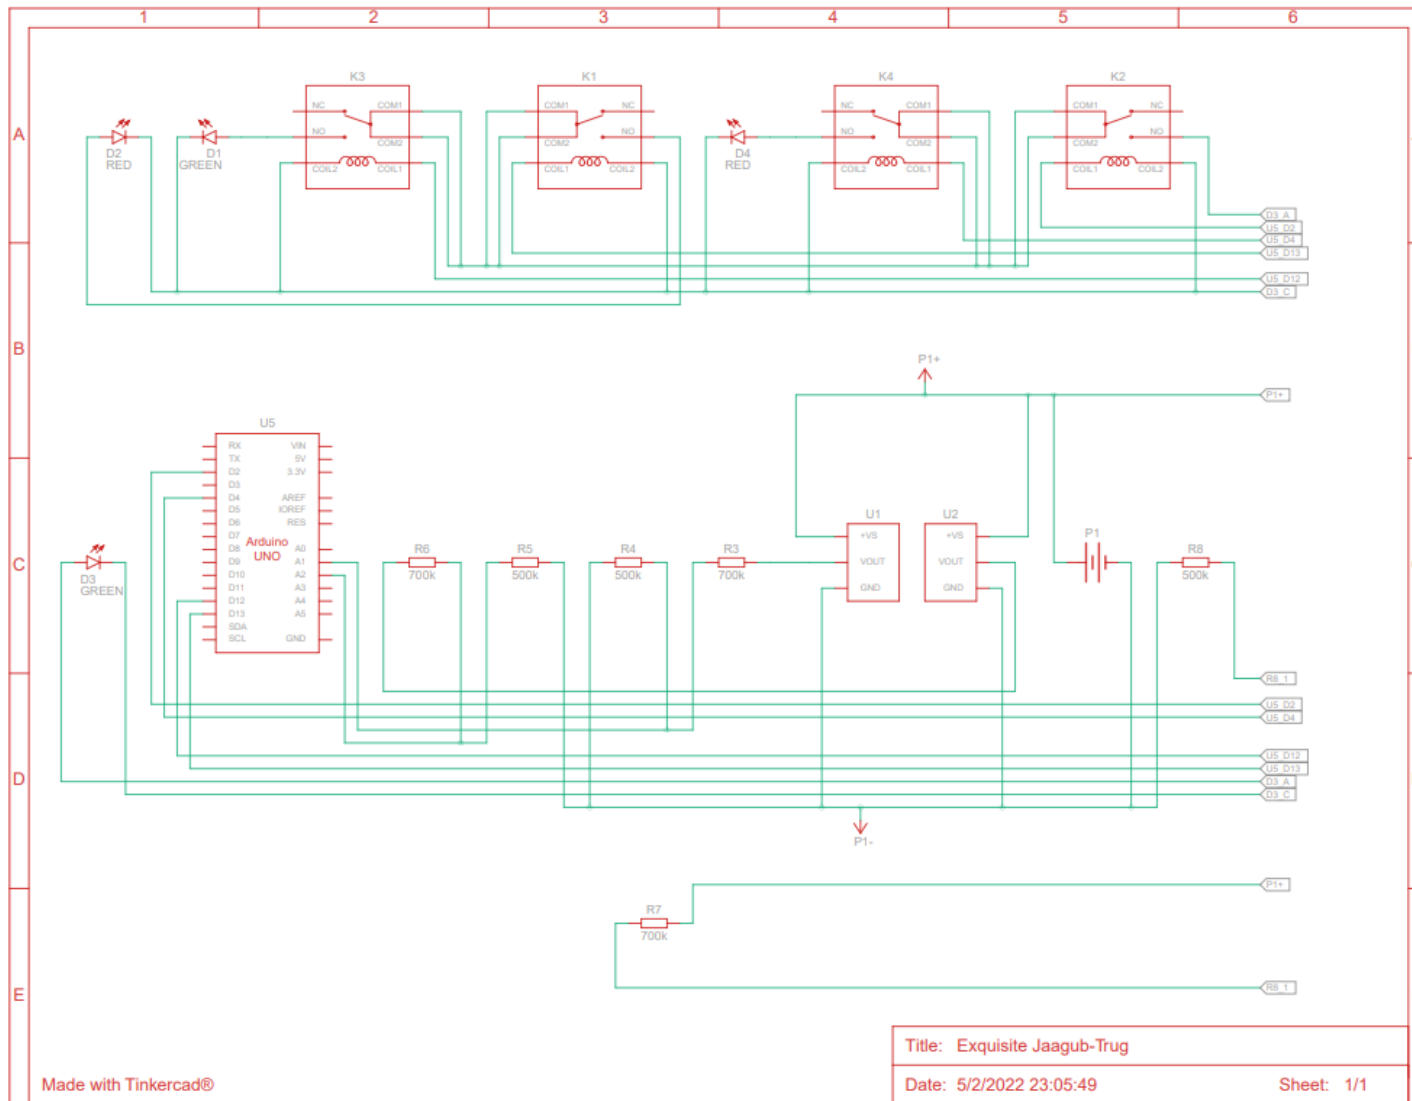 1 2 3 4 5 6
A
K3 K1 K4 K2
NC COM1 COM1 NC NC COM1 COM1 NC
NO COM2 COM2 NO NO COM2 COM2 NO
COIL2 COIL1 COIL1 COIL2 COIL2 COIL1 COIL1 COIL2
D2 D1 D4
RED GREEN RED
D3_A
U5_D2
U5_D4
U5_D13
U5_D12
D3_C
B
P1+
P1+
C
U5
RX VIN
TX 5V
D2 3.3V
D3
D4 AREF
D5 IOREF
D6 RES
D7
D8 A0
D9 A1
D10 A2
D11 A3
D12 A4
D13 A5
SDA
SCL GND
Arduino
UNO
D3
GREEN
R6 R5 R4 R3
700k 500k 500k 700k
U1 U2
+VS +VS
VOUT VOUT
GND GND
P1
R8
500k
R8_1
U5_D2
U5_D4
D
U5_D12
U5_D13
D3_A
D3_C
P1-
P1+
R7
700k
E
R8_1
Title: Exquisite Jaagub-Trug
Made with Tinkercad®
Date: 5/2/2022 23:05:49 Sheet: 1/1